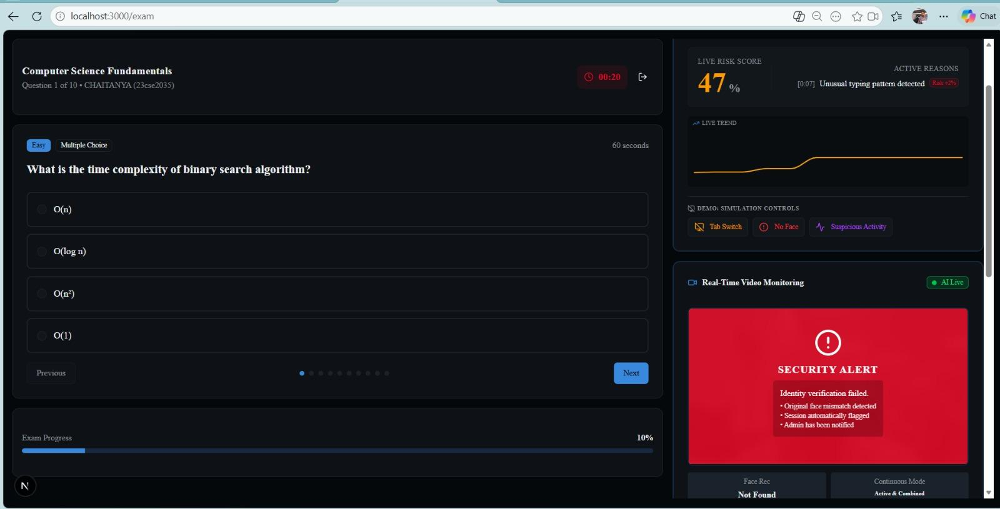 localhost:3000/exam
Chat
Computer Science Fundamentals
Question 1 of 10 • CHAITANYA (23cse2035)
00:20
Easy
Multiple Choice
60 seconds
What is the time complexity of binary search algorithm?
O(n)
O(log n)
O(n²)
O(1)
Previous
Next
Exam Progress
10%
N
LIVE RISK SCORE
47 %
ACTIVE REASONS
[0:07] Unusual typing pattern detected Risk +2%
LIVE TREND
DEMO: SIMULATION CONTROLS
Tab Switch
No Face
Suspicious Activity
Real-Time Video Monitoring
AI Live
SECURITY ALERT
Identity verification failed.
• Original face mismatch detected
• Session automatically flagged
• Admin has been notified
Face Rec
Not Found
Continuous Mode
Active & Combined